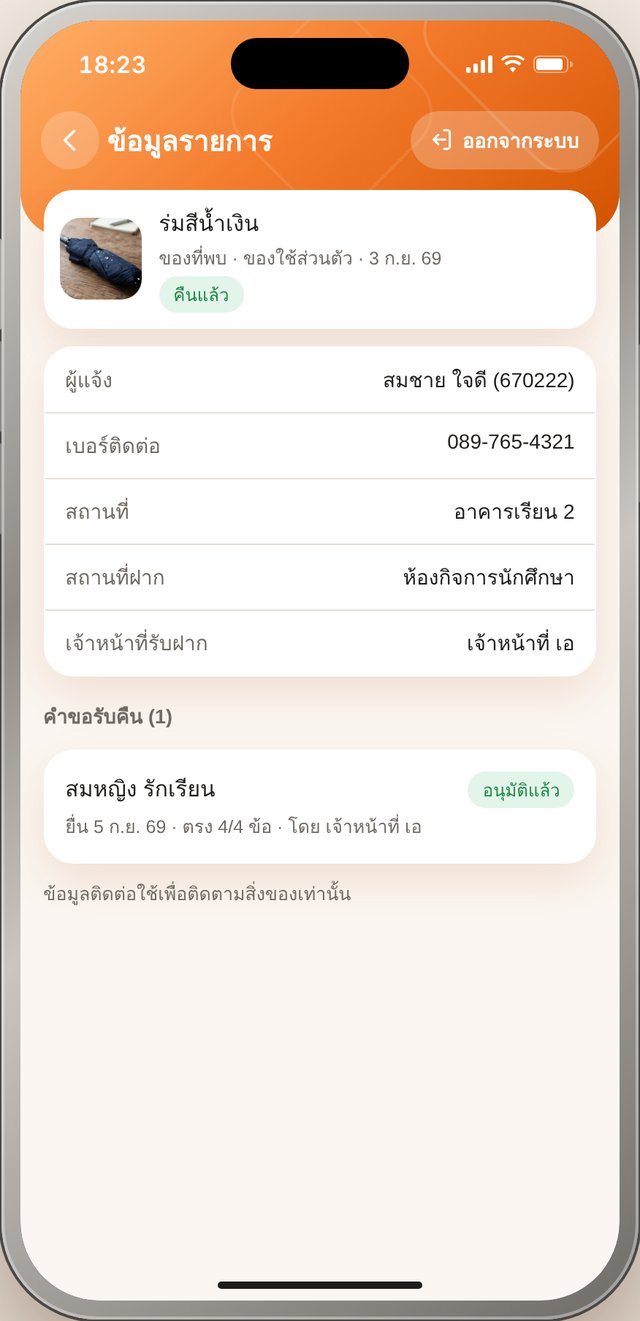 18:23
ข้อมูลรายการ
ออกจากระบบ
ร่มสีน้ำเงิน
ของที่พบ · ของใช้ส่วนตัว · 3 ก.ย. 69
คืนแล้ว
ผู้แจ้ง สมชาย ใจดี (670222)
เบอร์ติดต่อ 089-765-4321
สถานที่ อาคารเรียน 2
สถานที่ฝาก ห้องกิจการนักศึกษา
เจ้าหน้าที่รับฝาก เจ้าหน้าที่ เอ
คำขอรับคืน (1)
สมหญิง รักเรียน อนุมัติแล้ว
ยื่น 5 ก.ย. 69 · ตรง 4/4 ข้อ · โดย เจ้าหน้าที่ เอ
ข้อมูลติดต่อใช้เพื่อติดตามสิ่งของเท่านั้น